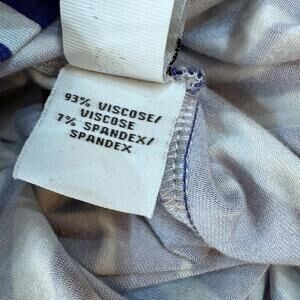 93% VISCOSE/
VISCOSE
7% SPANDEX/
SPANDEX